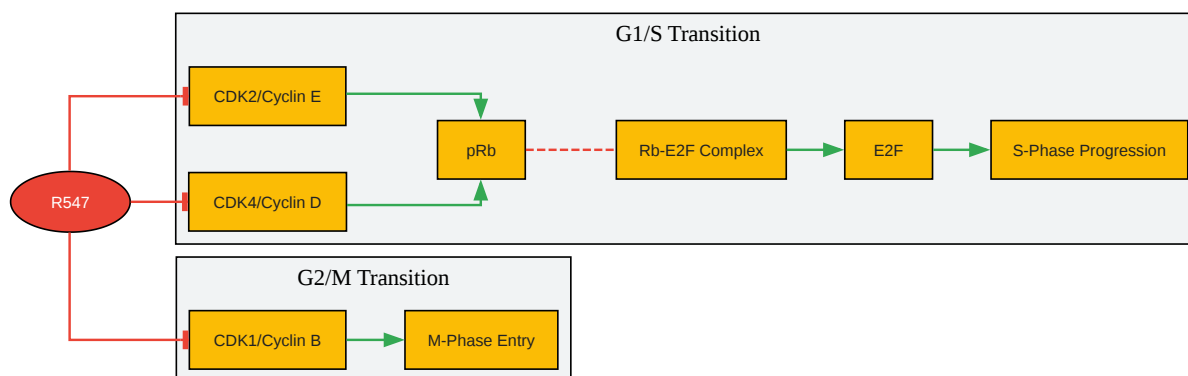 G1/S Transition
CDK2/Cyclin E
pRb
Rb-E2F Complex
E2F
S-Phase Progression
R547
CDK4/Cyclin D
G2/M Transition
CDK1/Cyclin B
M-Phase Entry